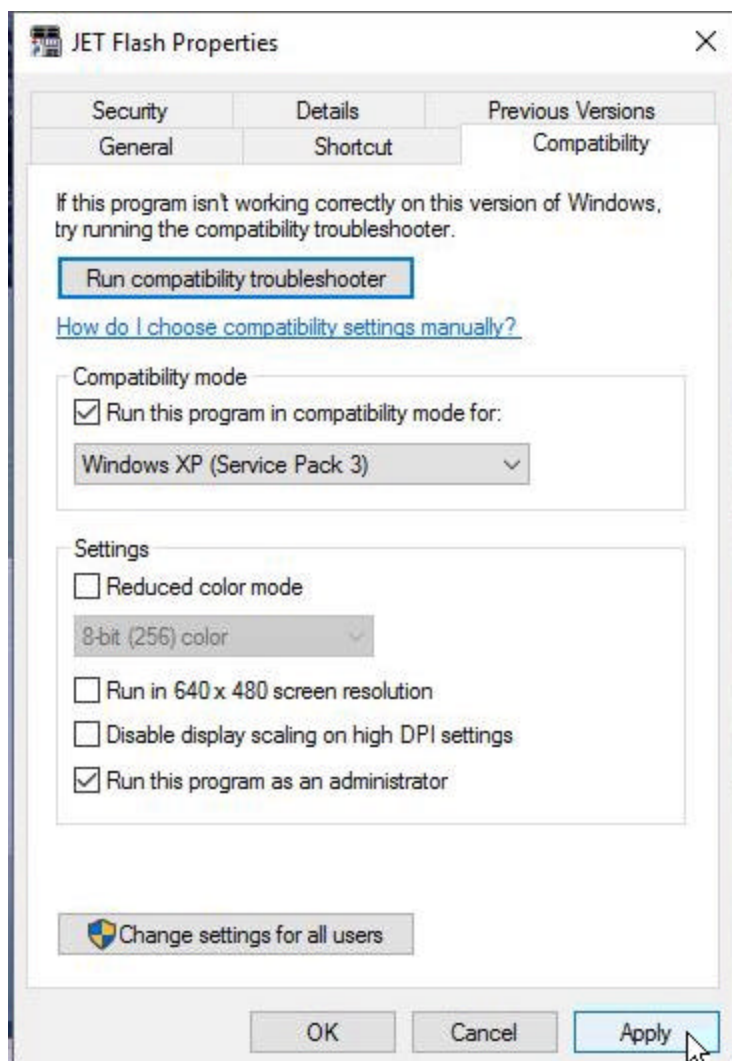 JET Flash Properties
Security Details Previous Versions
General Shortcut Compatibility
If this program isn't working correctly on this version of Windows,
try running the compatibility troubleshooter.
Run compatibility troubleshooter
How do I choose compatibility settings manually?
Compatibility mode
Run this program in compatibility mode for:
Windows XP (Service Pack 3)
Settings
Reduced color mode
8-bit (256) color
Run in 640 x 480 screen resolution
Disable display scaling on high DPI settings
Run this program as an administrator
Change settings for all users
OK Cancel Apply